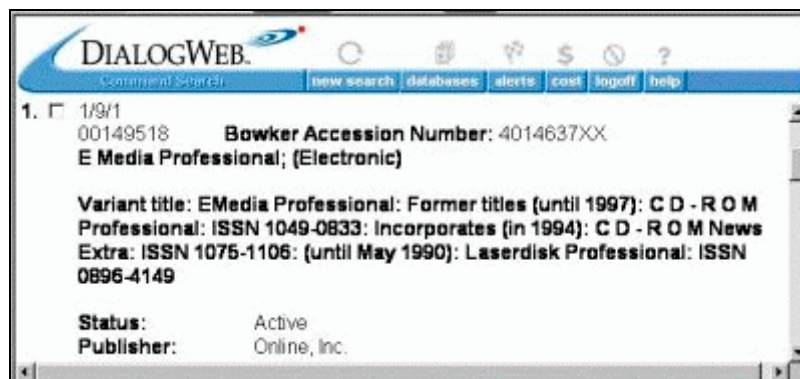 DIALOGWEB.
Command Search
new search databases alerts cost logoff help
1. 1/9/1
00149518 Bowker Accession Number: 4014637XX
E Media Professional; (Electronic)
Variant title: EMedia Professional: Former titles (until 1997): C D - R O M
Professional: ISSN 1049-0833: Incorporates (in 1994): C D - R O M News
Extra: ISSN 1075-1106: (until May 1990): Laserdisk Professional: ISSN
0896-4149
Status: Active
Publisher: Online, Inc.